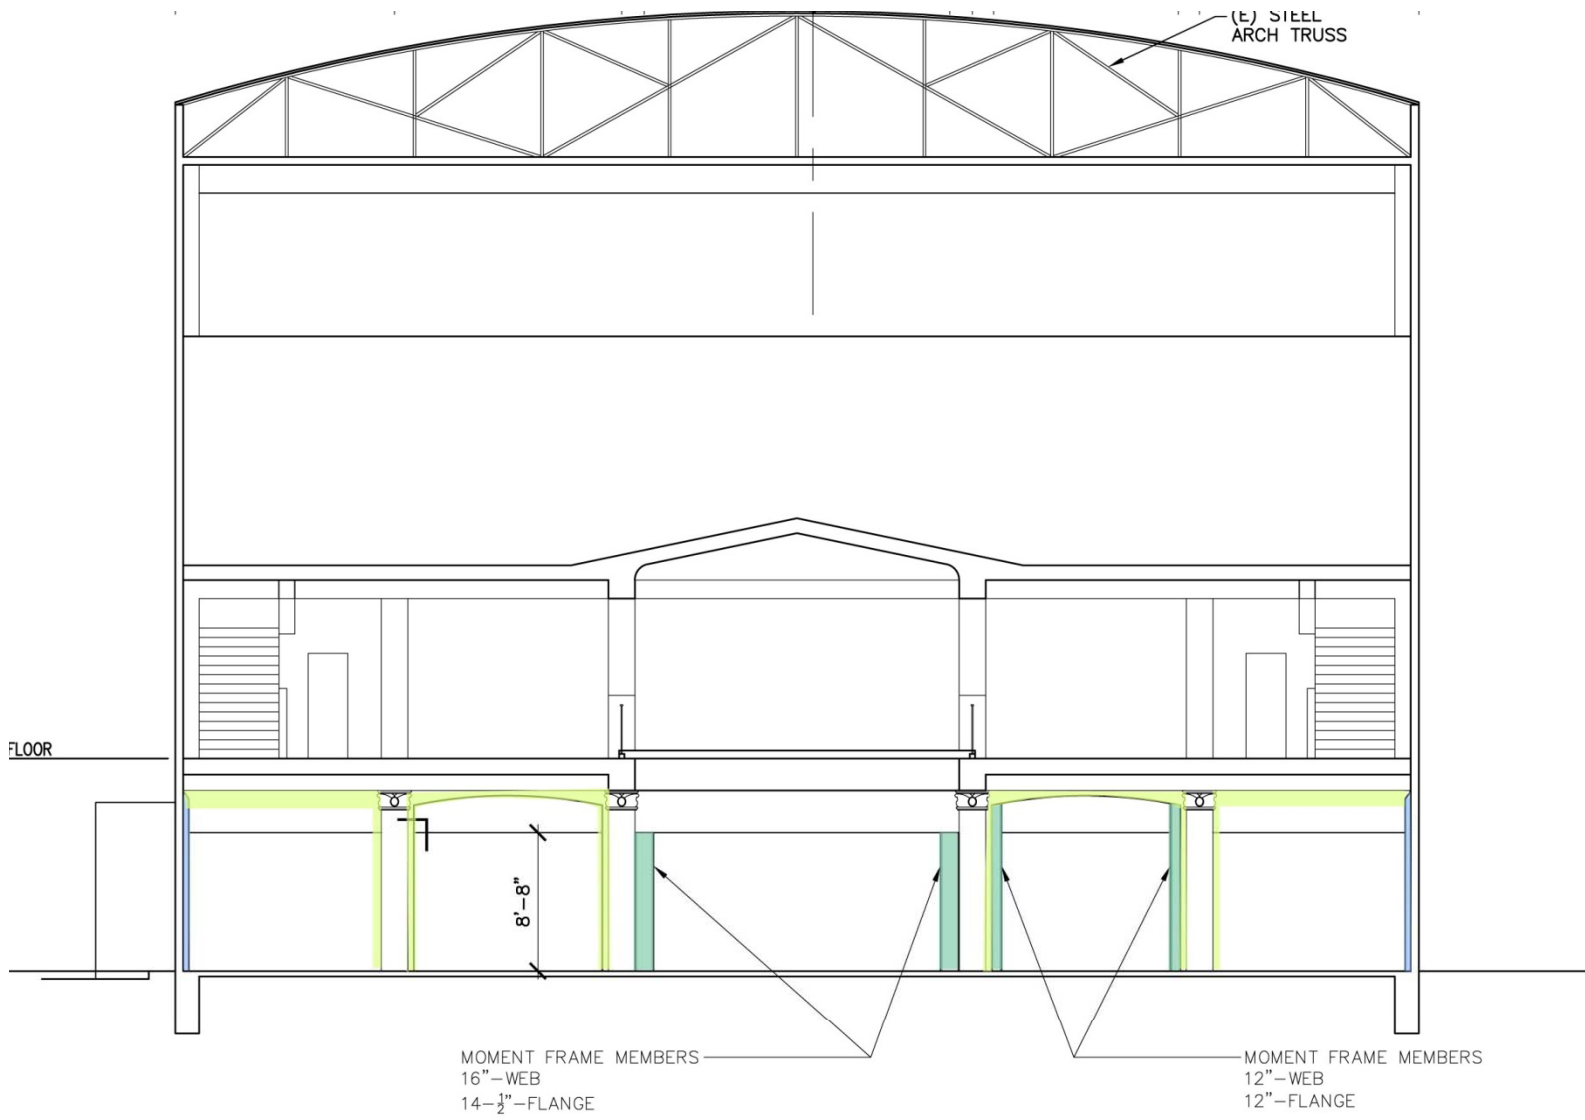 (E) STEEL
ARCH TRUSS
FLOOR
8'-8"
MOMENT FRAME MEMBERS
16"-WEB
14-½"-FLANGE
MOMENT FRAME MEMBERS
12"-WEB
12"-FLANGE